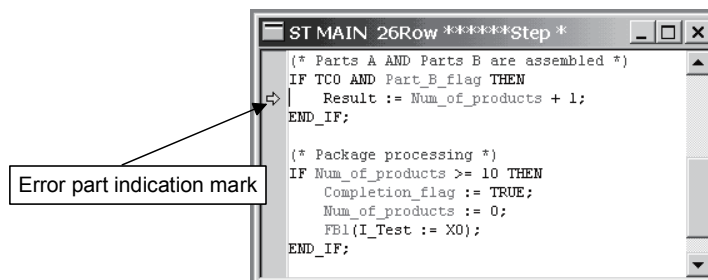 ST MAIN 26Row *******Step *
(* Parts A AND Parts B are assembled *)
IF TC0 AND Part_B_flag THEN
Result := Num_of_products + 1;
END_IF;
(* Package processing *)
IF Num_of_products >= 10 THEN
Completion_flag := TRUE;
Num_of_products := 0;
FB1(I_Test := X0);
END_IF;
Error part indication mark